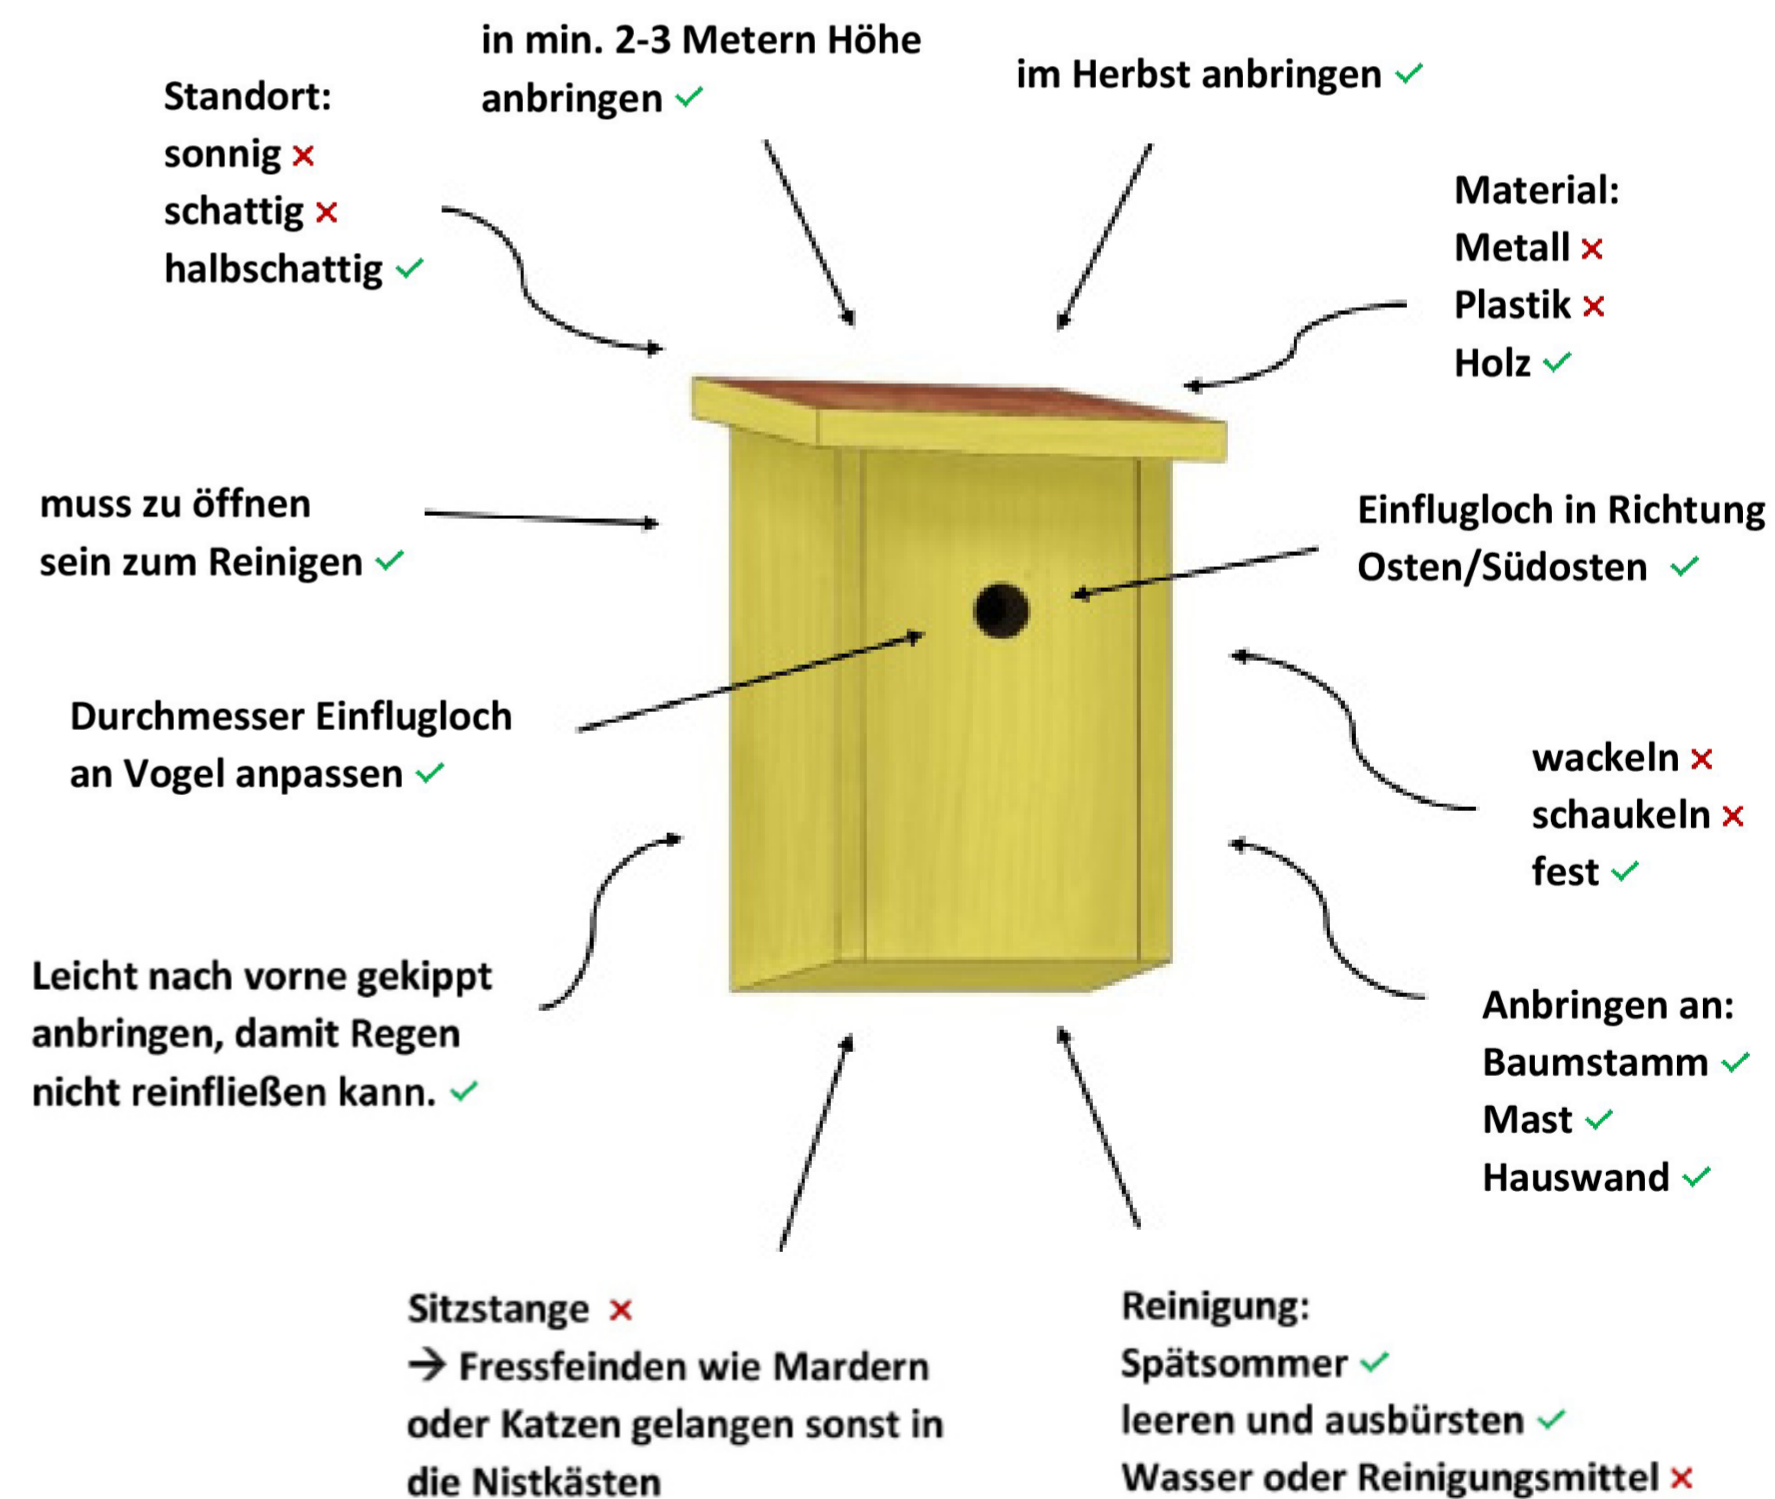 in min. 2-3 Metern Höhe
anbringen ✓
im Herbst anbringen ✓
Standort:
sonnig ×
schattig ×
halbschattig ✓
Material:
Metall ×
Plastik ×
Holz ✓
muss zu öffnen
sein zum Reinigen ✓
Einflugloch in Richtung
Osten/Südosten ✓
Durchmesser Einflugloch
an Vogel anpassen ✓
wackeln ×
schaukeln ×
fest ✓
Leicht nach vorne gekippt
anbringen, damit Regen
nicht reinfließen kann. ✓
Anbringen an:
Baumstamm ✓
Mast ✓
Hauswand ✓
Sitzstange ×
→ Fressfeinden wie Mardern
oder Katzen gelangen sonst in
die Nistkästen
Reinigung:
Spätsommer ✓
leeren und ausbürsten ✓
Wasser oder Reinigungsmittel ×